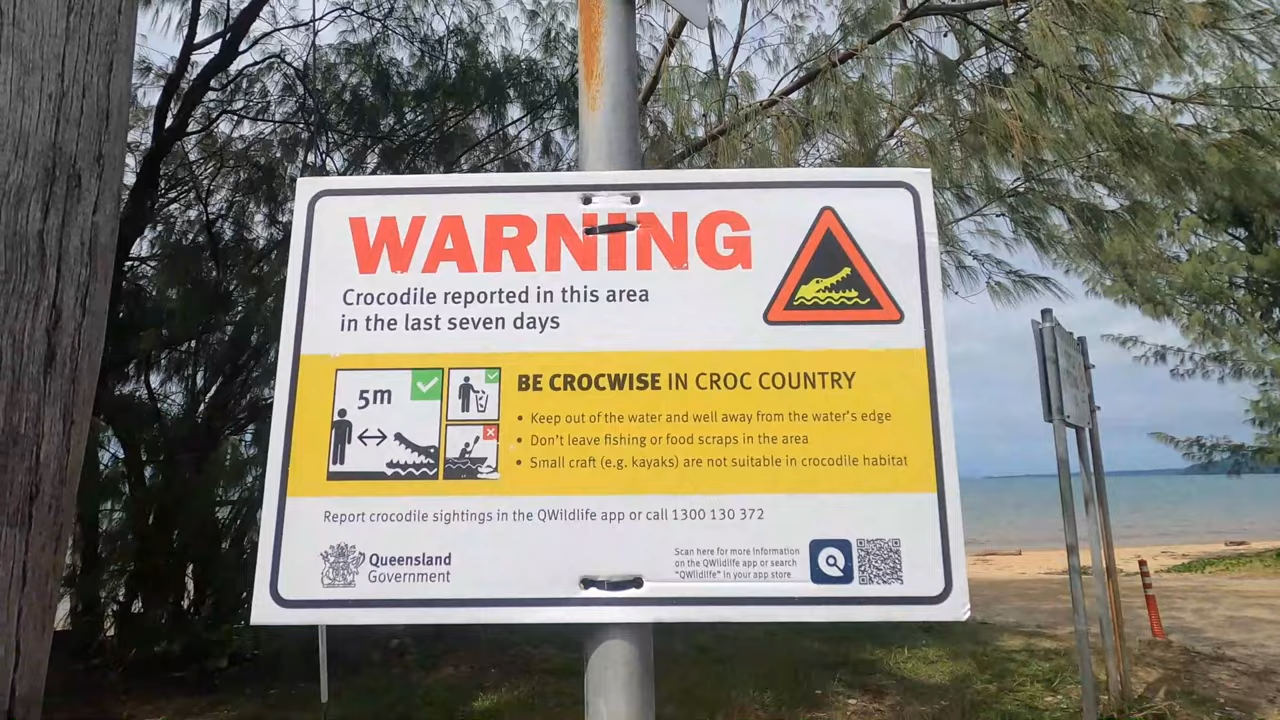 WARNING
Crocodile reported in this area
in the last seven days
5m
BE CROCWISE IN CROC COUNTRY
• Keep out of the water and well away from the water's edge
• Don't leave fishing or food scraps in the area
• Small craft (e.g. kayaks) are not suitable in crocodile habitat
Report crocodile sightings in the QWildlife app or call 1300 130 372
Queensland
Government
Scan here for more information
on the QWildlife app or search
"QWildlife" in your app store